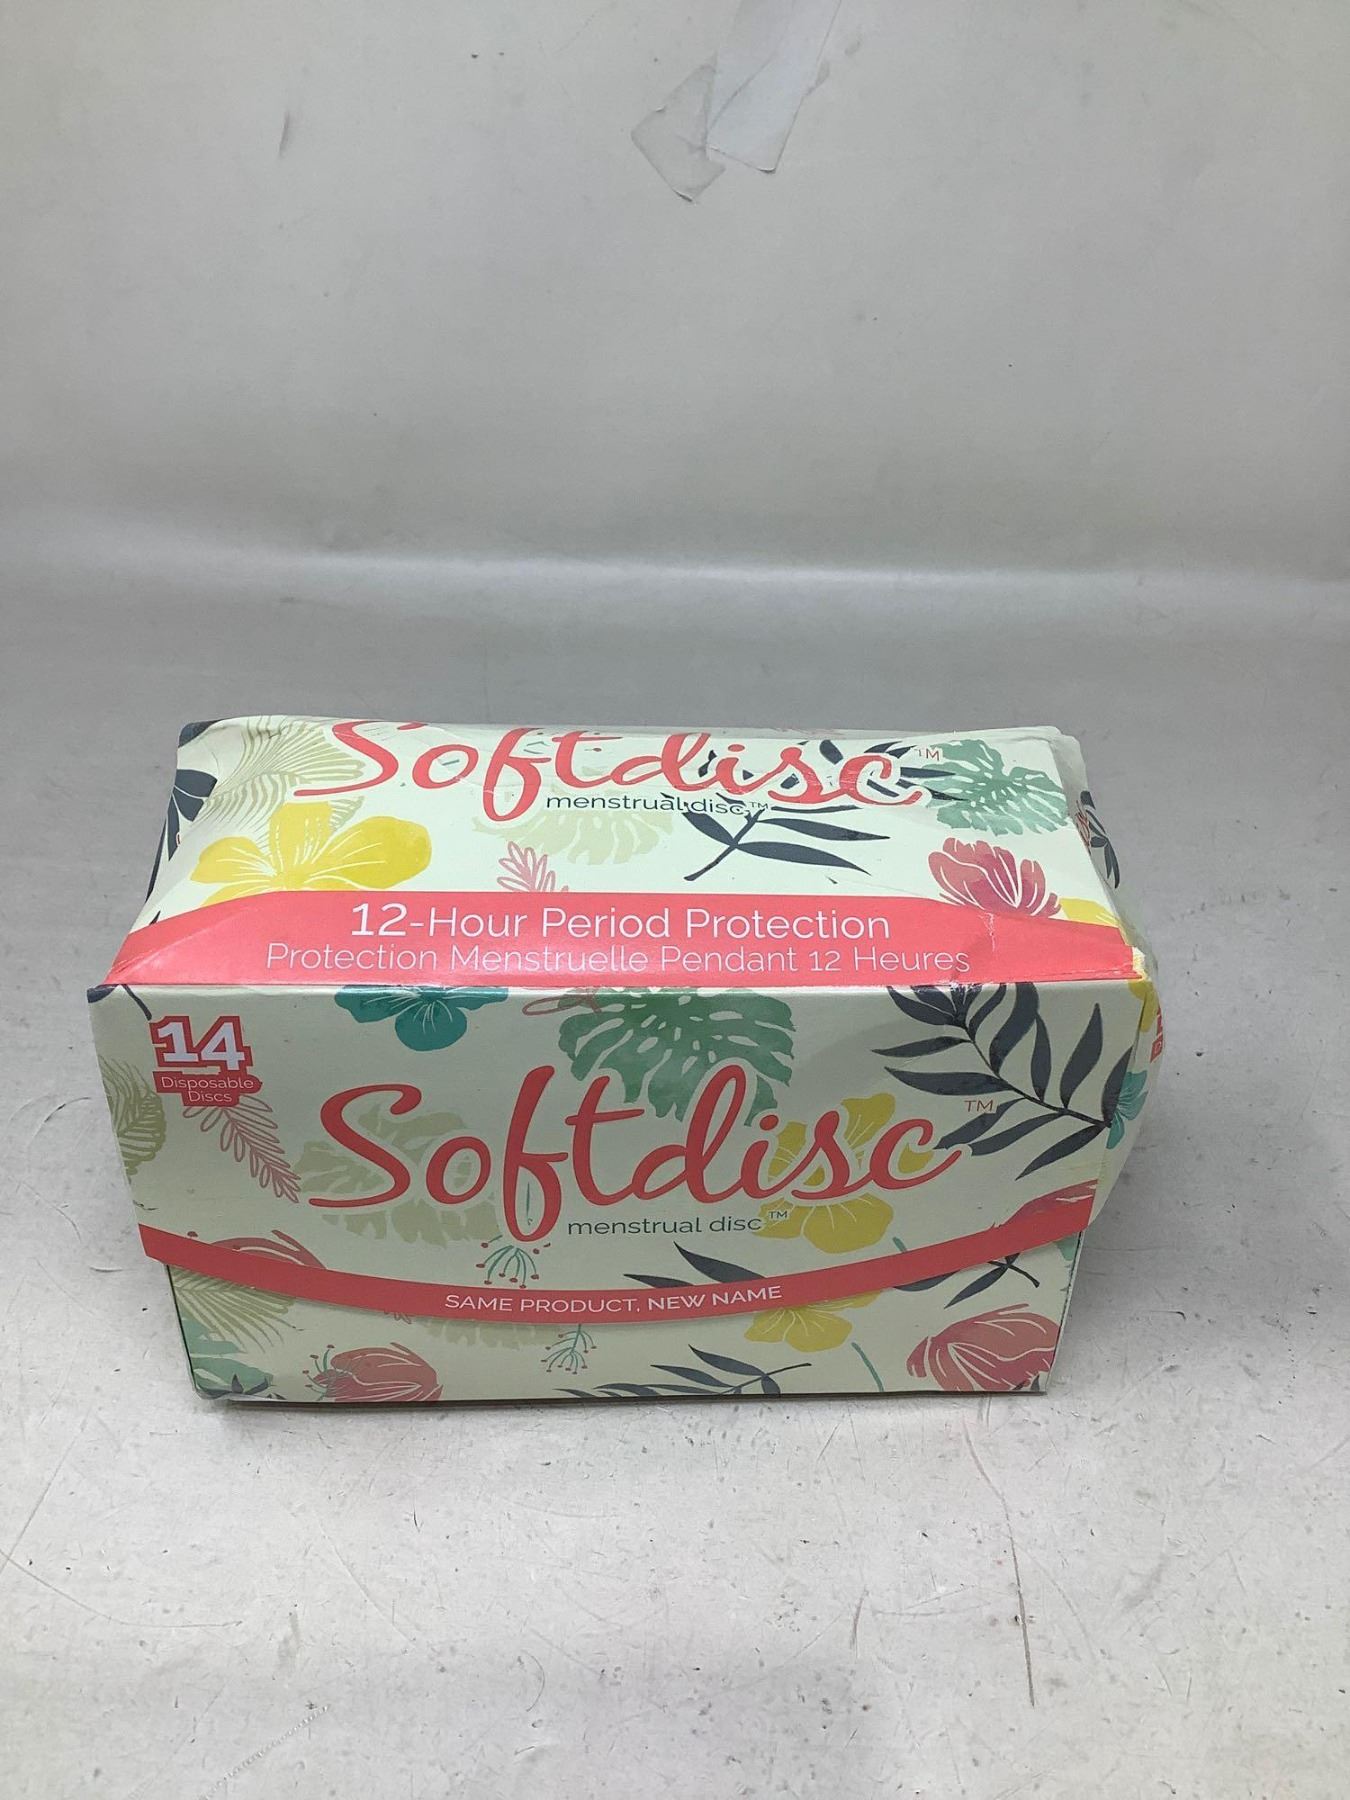 Softdisc™
menstrual disc™
12-Hour Period Protection
Protection Menstruelle Pendant 12 Heures
14
Disposable
Discs
Softdisc™
menstrual disc™
SAME PRODUCT, NEW NAME